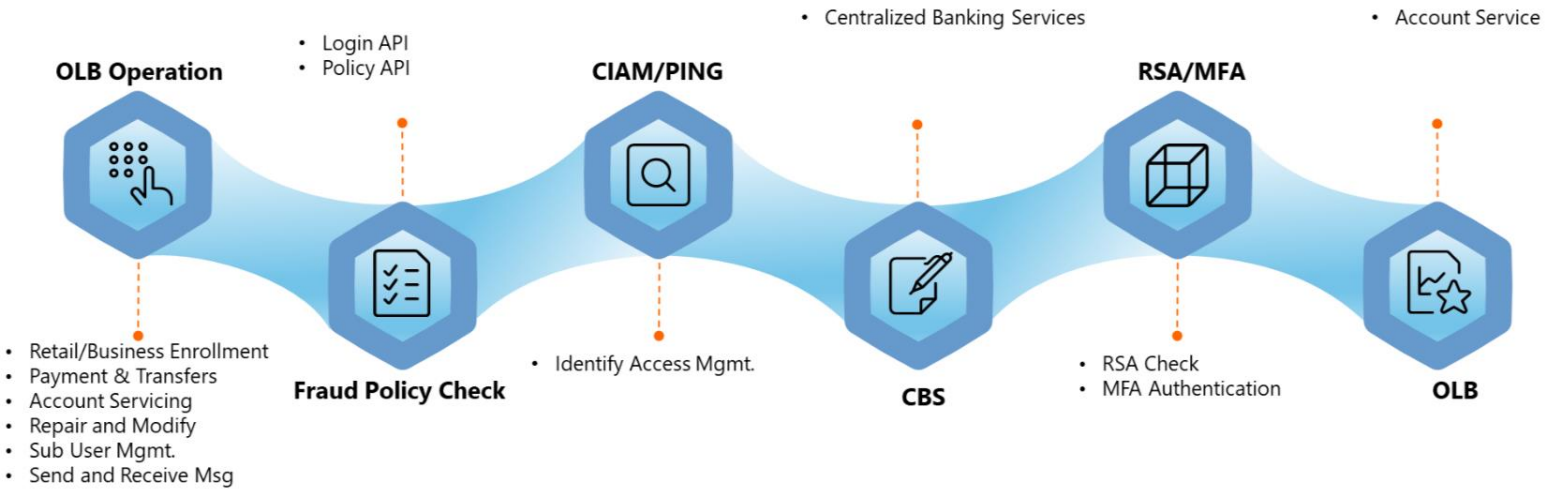 OLB Operation
• Retail/Business Enrollment
• Payment & Transfers
• Account Servicing
• Repair and Modify
• Sub User Mgmt.
• Send and Receive Msg
• Login API
• Policy API
Fraud Policy Check
CIAM/PING
• Identify Access Mgmt.
• Centralized Banking Services
CBS
RSA/MFA
• RSA Check
• MFA Authentication
• Account Service
OLB